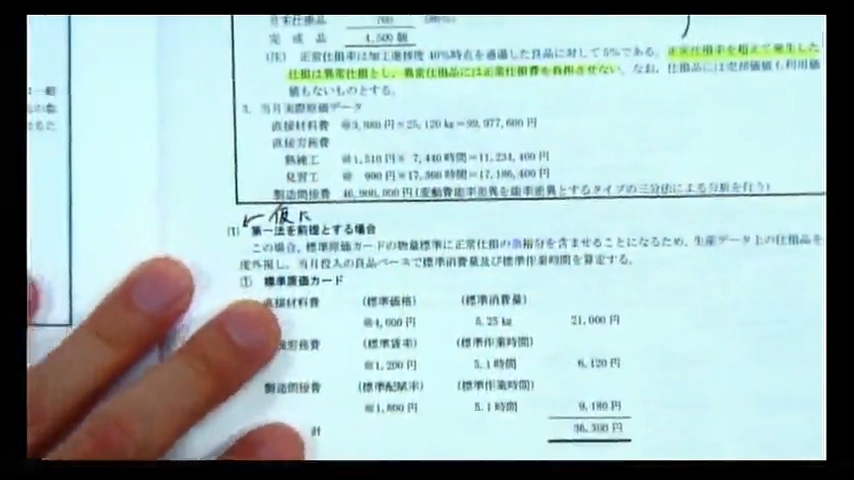 月末仕掛品 700 (80%)
完成品 4,500 個
(注) 正常仕損率は加工進捗度40%時点を通過した良品に対して5%である。正常仕損率を超えて発生した
仕損は異常仕損とし、異常仕損品には正常仕損費を負担させない。なお、仕損品には売却価値も利用価
値もないものとする。
3. 当月実際原価データ
直接材料費 @3,980円×25,120kg=99,977,600円
直接労務費
熟練工 @1,510円×7,440時間=11,234,400円
見習工 @ 990円×17,360時間=17,186,400円
製造間接費 46,900,000円(変動費能率差異を能率差異とするタイプの三分法による分析を行う)
← 仮に
(1) 第一法を前提とする場合
この場合、標準原価カードの物量標準に正常仕損の余裕分を含ませることになるため、生産データ上の仕損品を
度外視し、当月投入の良品ベースで標準消費量及び標準作業時間を算定する。
① 標準原価カード
直接材料費 (標準価格) (標準消費量)
@4,000円 5.25kg 21,000円
労務費 (標準賃率) (標準作業時間)
@1,200円 5.1時間 6,120円
製造間接費 (標準配賦率) (標準作業時間)
@1,800円 5.1時間 9,180円
計 36,300円